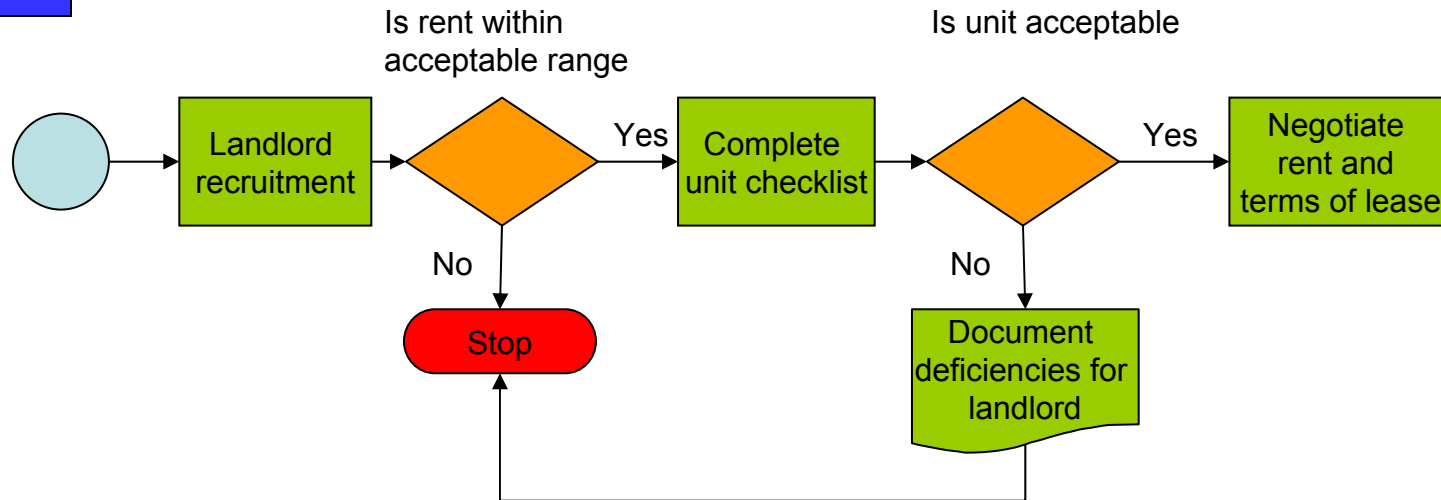 Is rent within
acceptable range
Is unit acceptable
Landlord
recruitment
Yes
Complete
unit checklist
Yes
Negotiate
rent and
terms of lease
No
No
Stop
Document
deficiencies for
landlord